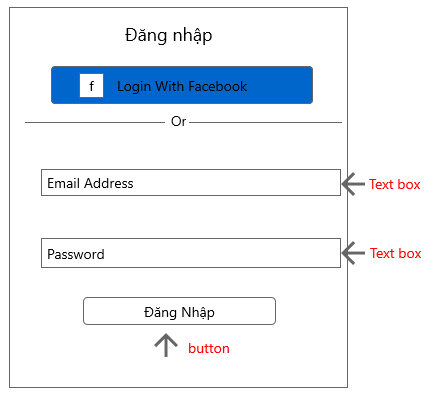 Đăng nhập
f Login With Facebook
Or
Email Address Text box
Password Text box
Đăng Nhập
button